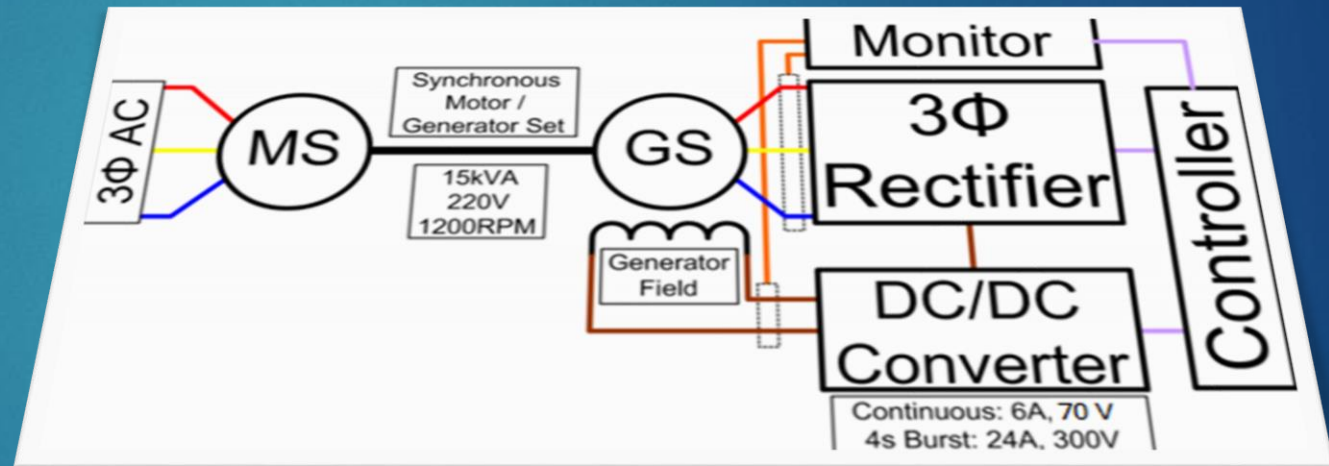 3Φ AC
MS
Synchronous
Motor /
Generator Set
15kVA
220V
1200RPM
GS
Generator
Field
Monitor
3Φ
Rectifier
DC/DC
Converter
Continuous: 6A, 70 V
4s Burst: 24A, 300V
Controller